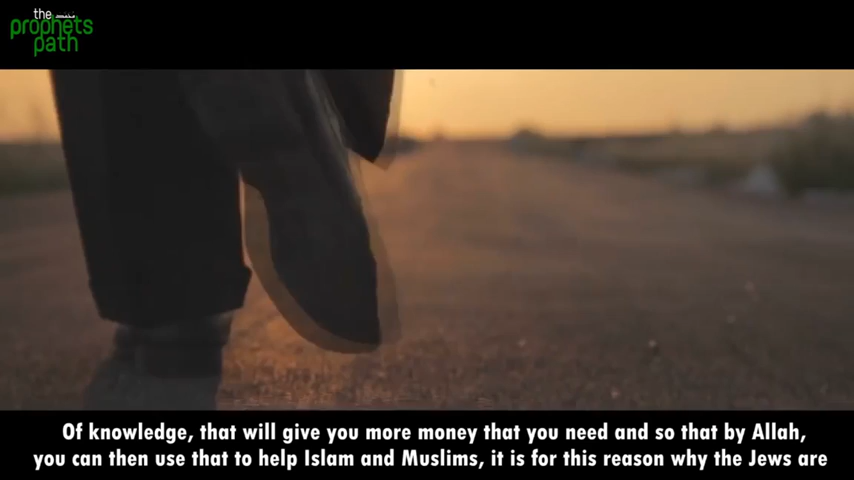 the
prophets
path
Of knowledge, that will give you more money that you need and so that by Allah,
you can then use that to help Islam and Muslims, it is for this reason why the Jews are